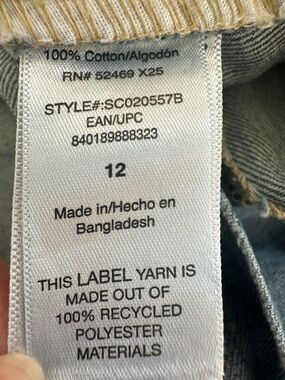 100% Cotton/Algodón
RN# 52469 X25
STYLE#:SC020557B
EAN/UPC
840189888323
12
Made in/Hecho en
Bangladesh
THIS LABEL YARN IS
MADE OUT OF
100% RECYCLED
POLYESTER
MATERIALS